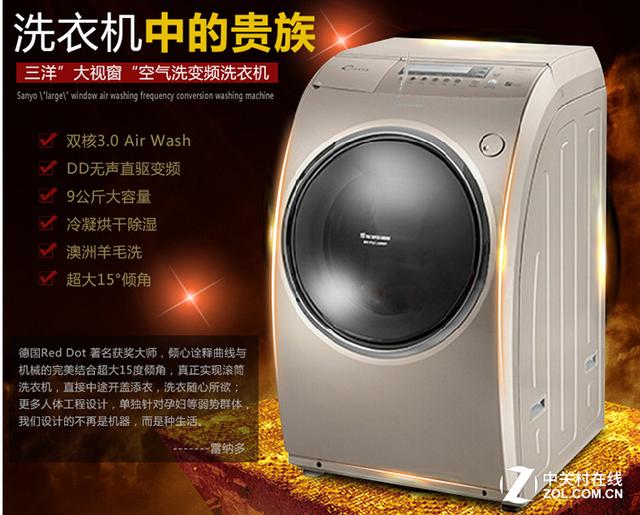 洗衣机中的贵族
三洋”大视窗“空气洗变频洗衣机
Sanyo \"large\" window air washing frequency conversion washing machine
双核3.0 Air Wash
DD无声直驱变频
9公斤大容量
冷凝烘干除湿
澳洲羊毛洗
超大15°倾角
德国Red Dot 著名获奖大师，倾心诠释曲线与
机械的完美结合超大15度倾角，真正实现滚筒
洗衣机，直接中途开盖添衣，洗衣随心所欲；
更多人体工程设计，单独针对孕妇等弱势群体，
我们设计的不再是机器，而是种生活。
-------雷纳多
中关村在线
ZOL.COM.CN